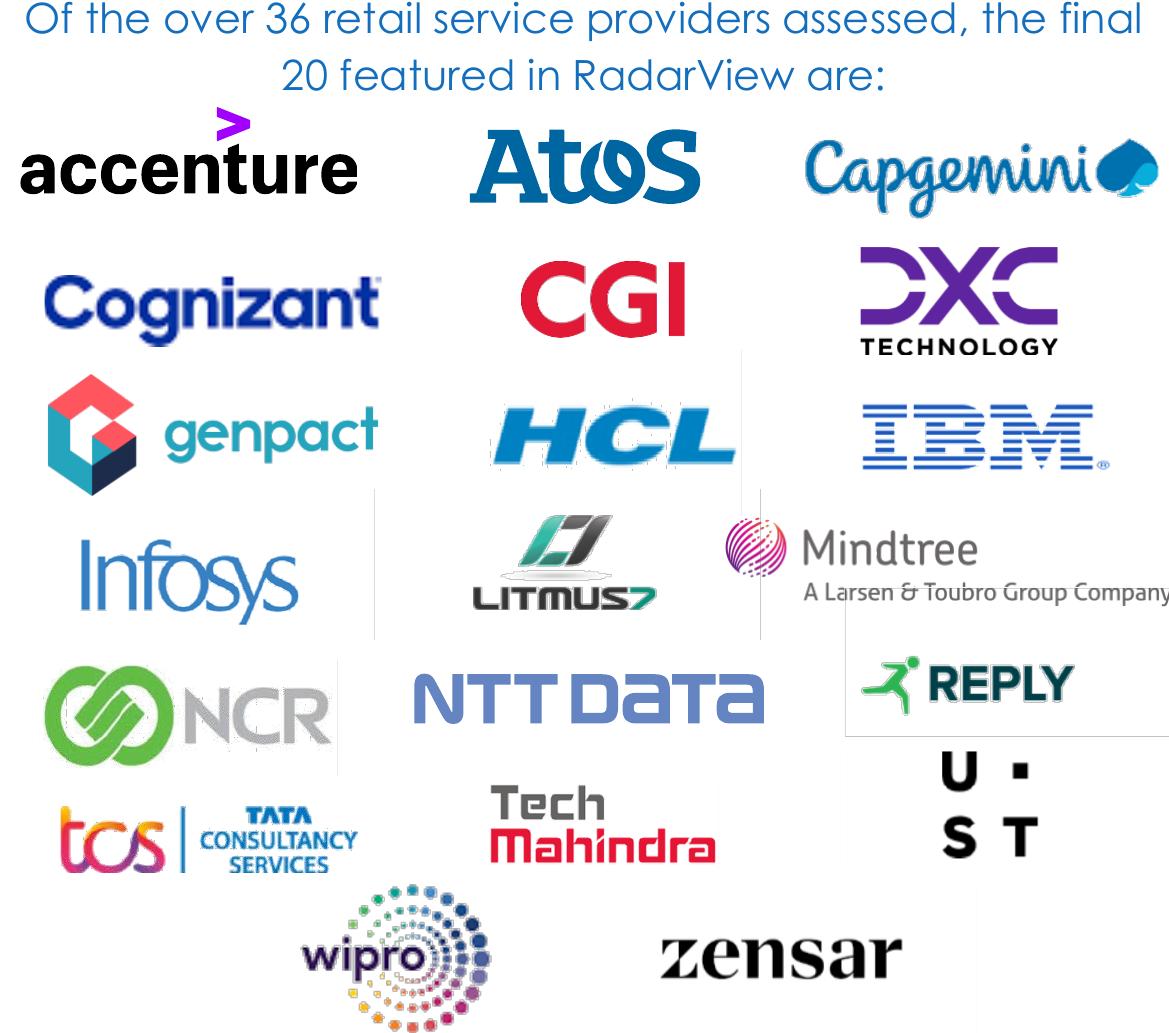 Of the over 36 retail service providers assessed, the final
20 featured in RadarView are:
>
accenture
Atos
Capgemini
Cognizant
CGI
DXC
TECHNOLOGY
genpact
HCL
IBM®
Infosys
LITMUS7
Mindtree
A Larsen & Toubro Group Company
NCR
NTT DATA
REPLY
tcs
TATA
CONSULTANCY
SERVICES
Tech
Mahindra
U ·
S T
wipro
zensar